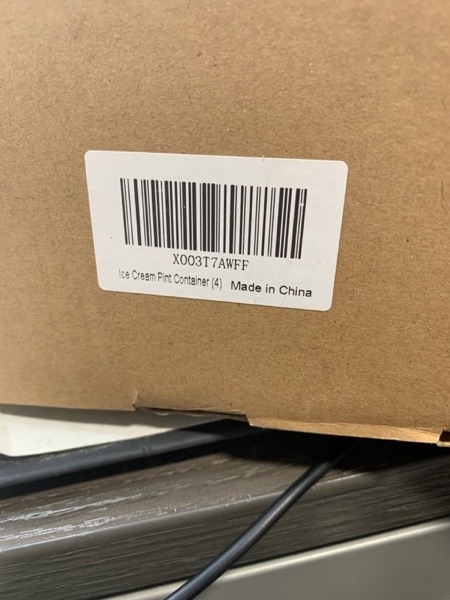 X003T7AWFF
Ice Cream Pint Container (4) Made in China